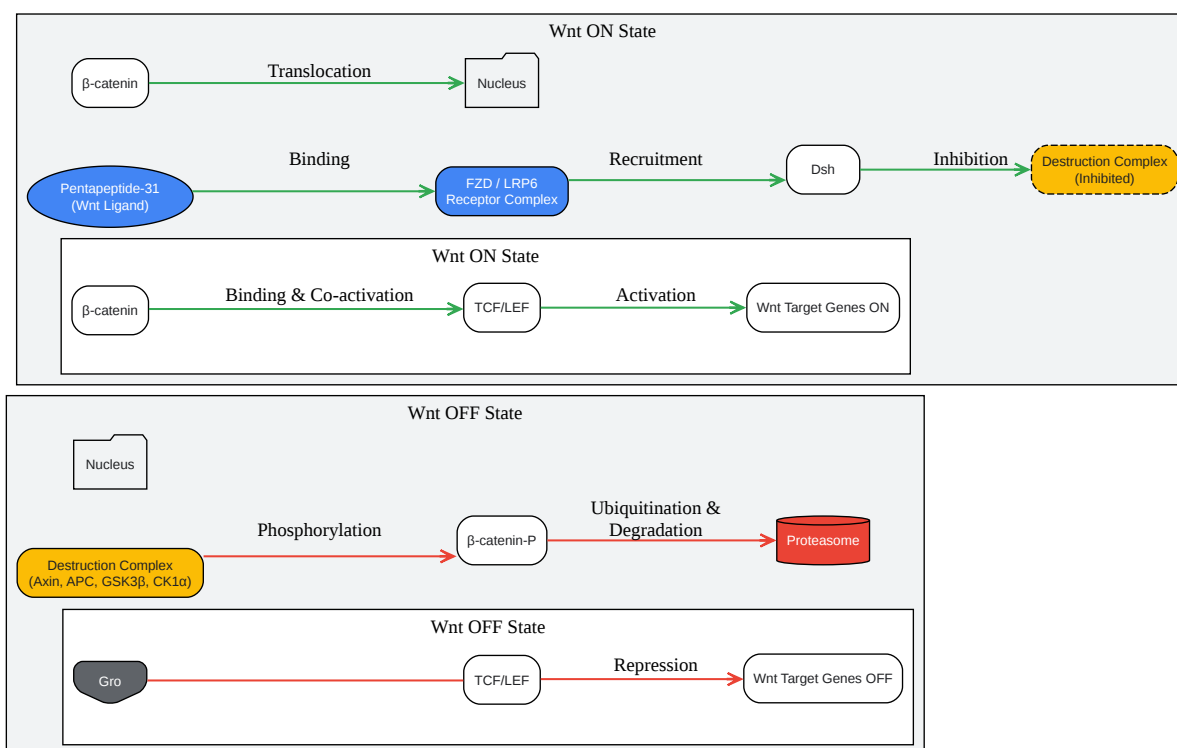 Wnt ON State
β-catenin
Translocation
Nucleus
Pentapeptide-31
(Wnt Ligand)
Binding
FZD / LRP6
Receptor Complex
Recruitment
Dsh
Inhibition
Destruction Complex
(Inhibited)
Wnt ON State
β-catenin
Binding & Co-activation
TCF/LEF
Activation
Wnt Target Genes ON
Wnt OFF State
Nucleus
Destruction Complex
(Axin, APC, GSK3β, CK1α)
Phosphorylation
β-catenin-P
Ubiquitination &
Degradation
Proteasome
Wnt OFF State
Gro
TCF/LEF
Repression
Wnt Target Genes OFF